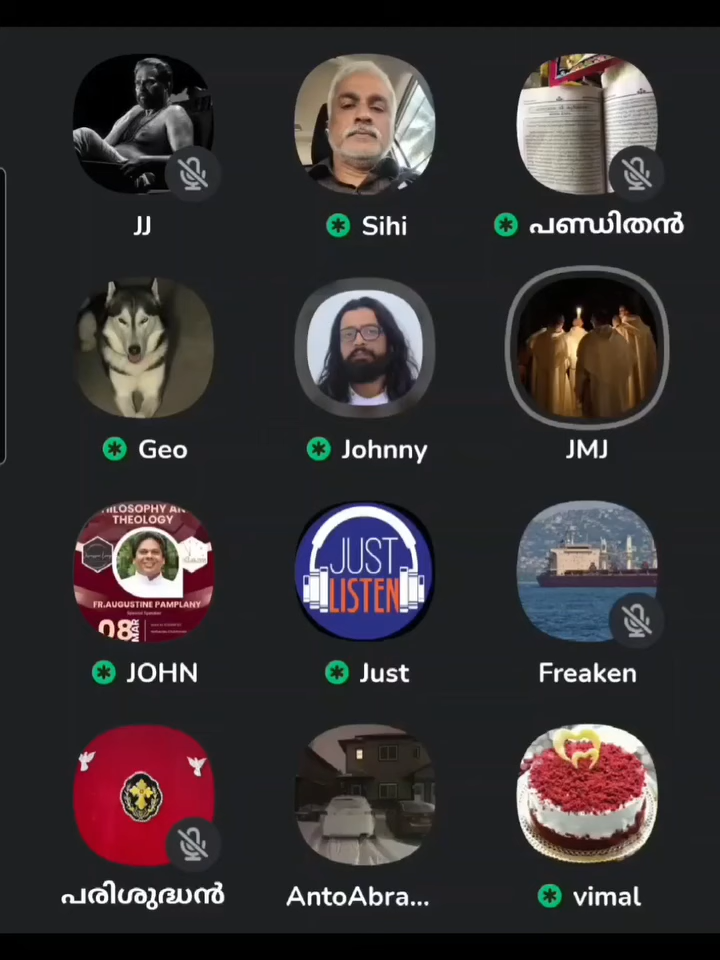 JJ
Sihi
പണ്ഡിതൻ
Geo
Johnny
JMJ
PHILOSOPHY AN
THEOLOGY
FR.AUGUSTINE PAMPLANY
08
MAR
JOHN
JUST
LISTEN
Just
Freaken
പരിശുദ്ധൻ
AntoAbra...
vimal